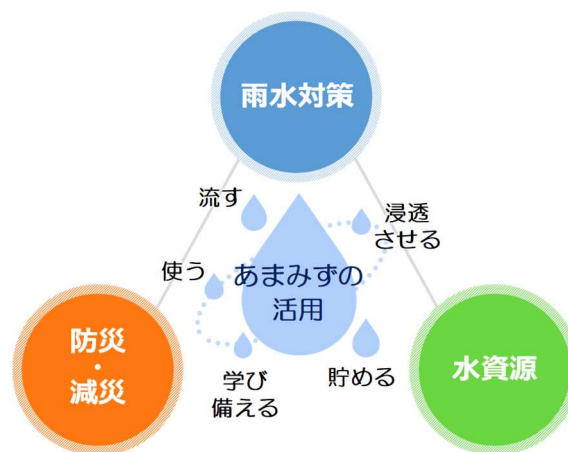 雨水対策
流す
浸透
させる
使う
あまみずの
活用
防災
・
減災
学び
備える
貯める
水資源